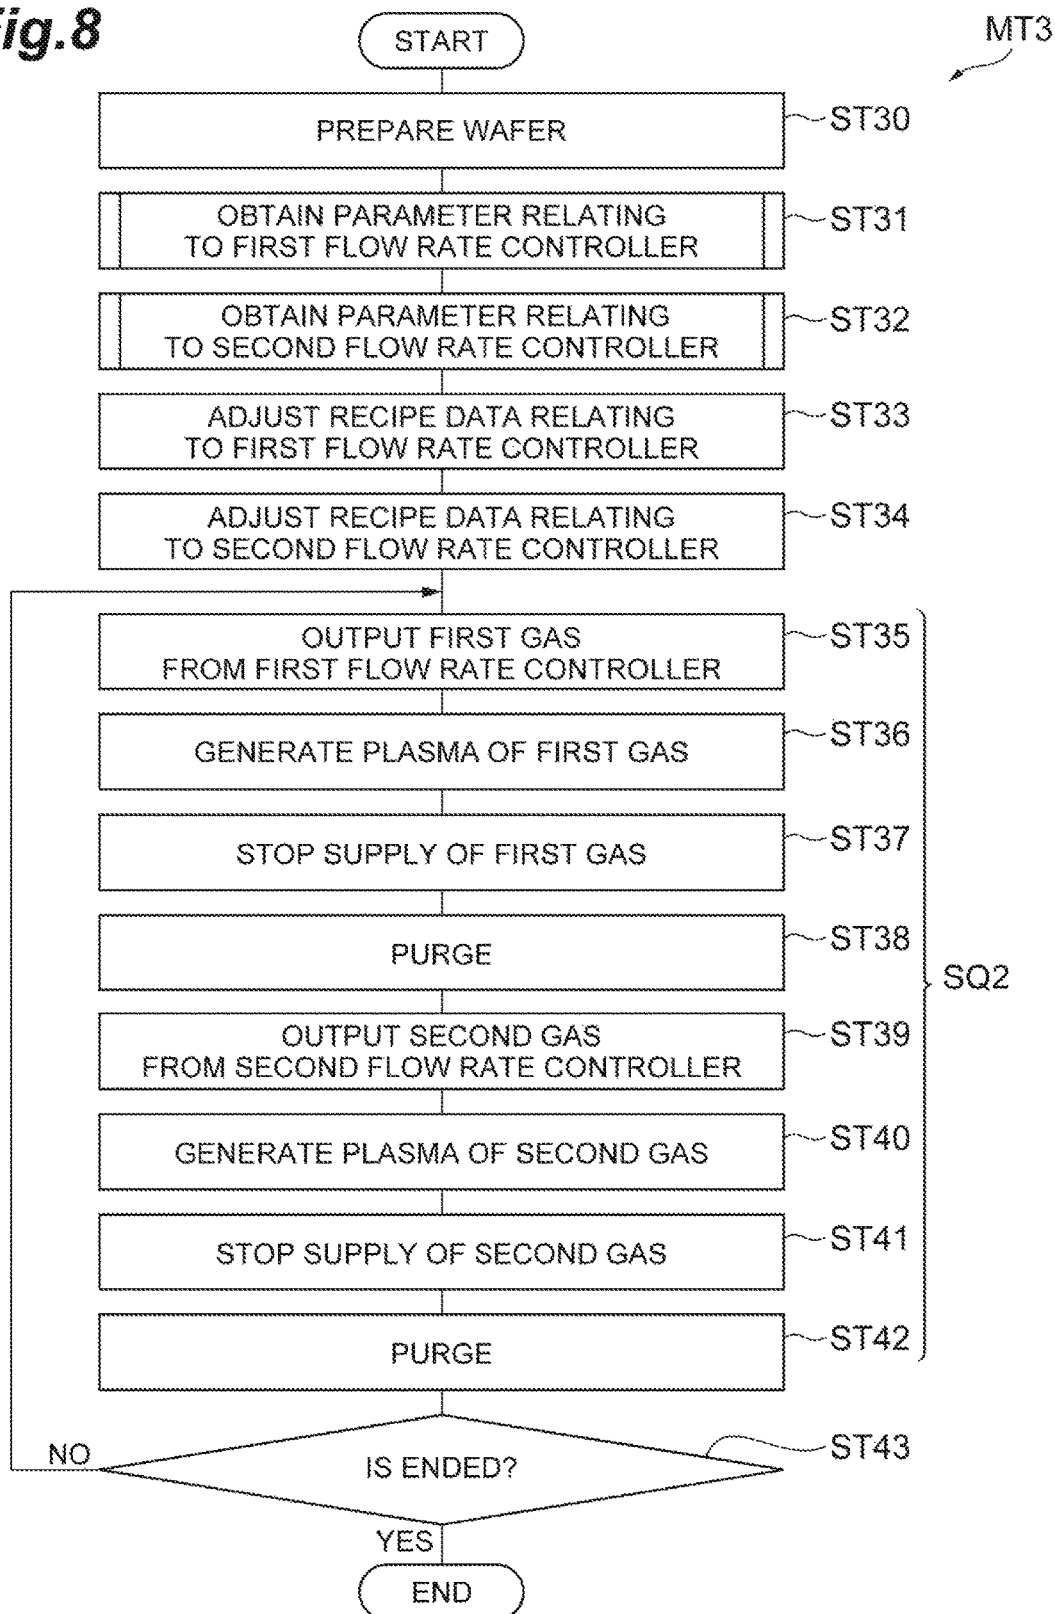 Fig.8
MT3
START
PREPARE WAFER
ST30
OBTAIN PARAMETER RELATING
TO FIRST FLOW RATE CONTROLLER
ST31
OBTAIN PARAMETER RELATING
TO SECOND FLOW RATE CONTROLLER
ST32
ADJUST RECIPE DATA RELATING
TO FIRST FLOW RATE CONTROLLER
ST33
ADJUST RECIPE DATA RELATING
TO SECOND FLOW RATE CONTROLLER
ST34
OUTPUT FIRST GAS
FROM FIRST FLOW RATE CONTROLLER
ST35
GENERATE PLASMA OF FIRST GAS
ST36
STOP SUPPLY OF FIRST GAS
ST37
PURGE
ST38
SQ2
OUTPUT SECOND GAS
FROM SECOND FLOW RATE CONTROLLER
ST39
GENERATE PLASMA OF SECOND GAS
ST40
STOP SUPPLY OF SECOND GAS
ST41
PURGE
ST42
IS ENDED?
ST43
NO
YES
END